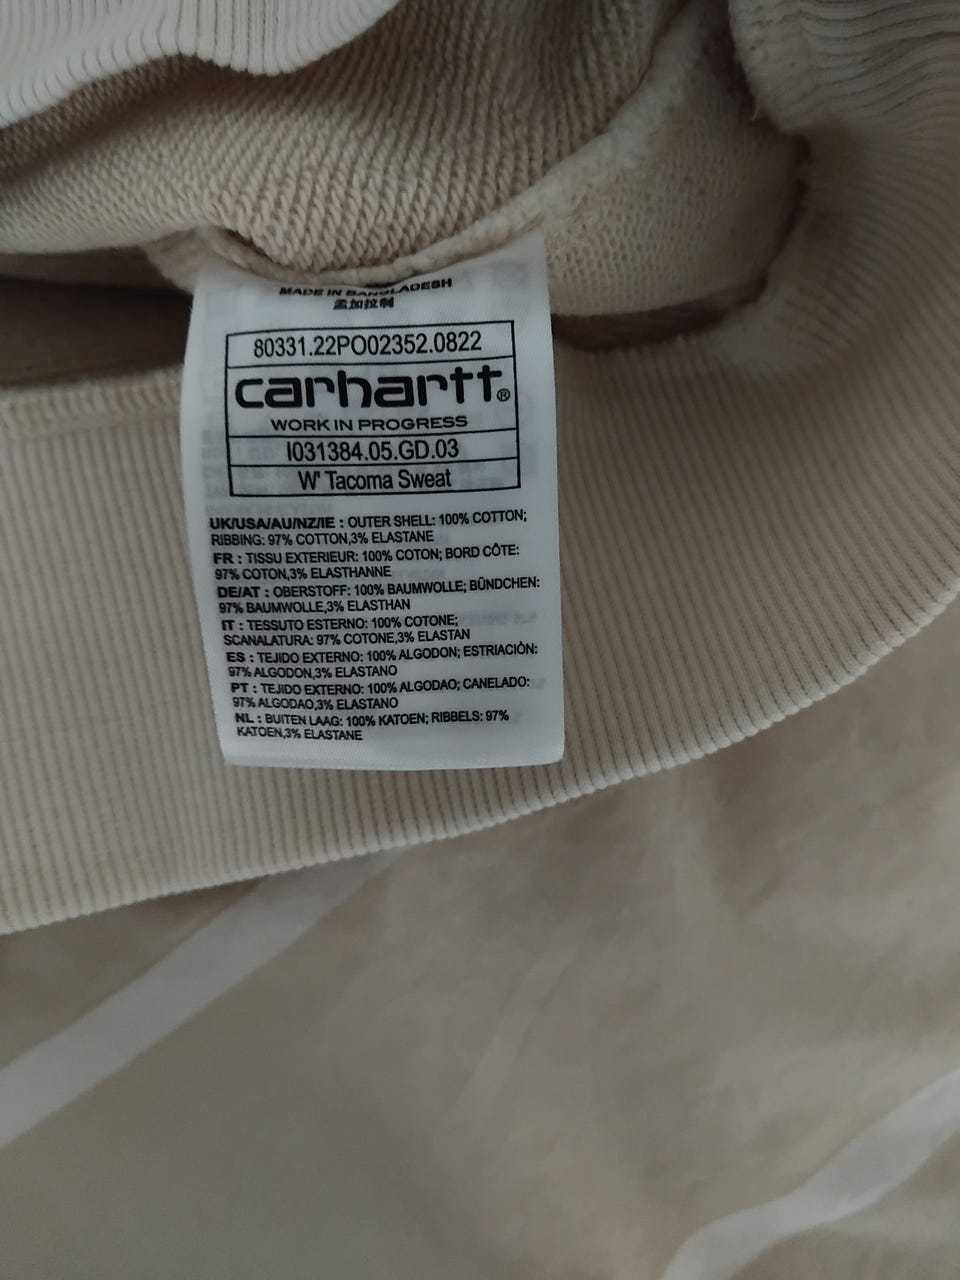 MADE IN BANGLADESH
孟加拉制
80331.22PO02352.0822
carhartt®
WORK IN PROGRESS
I031384.05.GD.03
W' Tacoma Sweat
UK/USA/AU/NZ/IE : OUTER SHELL: 100% COTTON;
RIBBING: 97% COTTON,3% ELASTANE
FR : TISSU EXTERIEUR: 100% COTON; BORD CÔTE:
97% COTON,3% ELASTHANNE
DE/AT : OBERSTOFF: 100% BAUMWOLLE; BÜNDCHEN:
97% BAUMWOLLE,3% ELASTHAN
IT : TESSUTO ESTERNO: 100% COTONE;
SCANALATURA: 97% COTONE,3% ELASTAN
ES : TEJIDO EXTERNO: 100% ALGODON; ESTRIACIÓN:
97% ALGODON,3% ELASTANO
PT : TEJIDO EXTERNO: 100% ALGODAO; CANELADO:
97% ALGODAO,3% ELASTANO
NL : BUITEN LAAG: 100% KATOEN; RIBBELS: 97%
KATOEN,3% ELASTANE